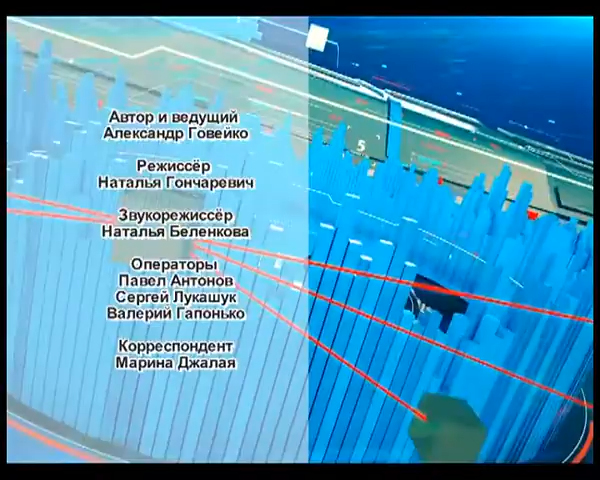 Автор и ведущий
Александр Говейко
Режиссёр
Наталья Гончаревич
Звукорежиссёр
Наталья Беленкова
Операторы
Павел Антонов
Сергей Лукашук
Валерий Гапонько
Корреспондент
Марина Джалая
5